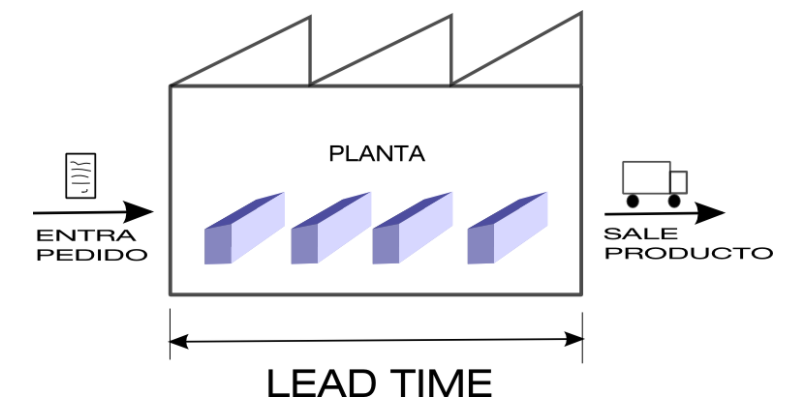 PLANTA
ENTRA
PEDIDO
SALE
PRODUCTO
LEAD TIME